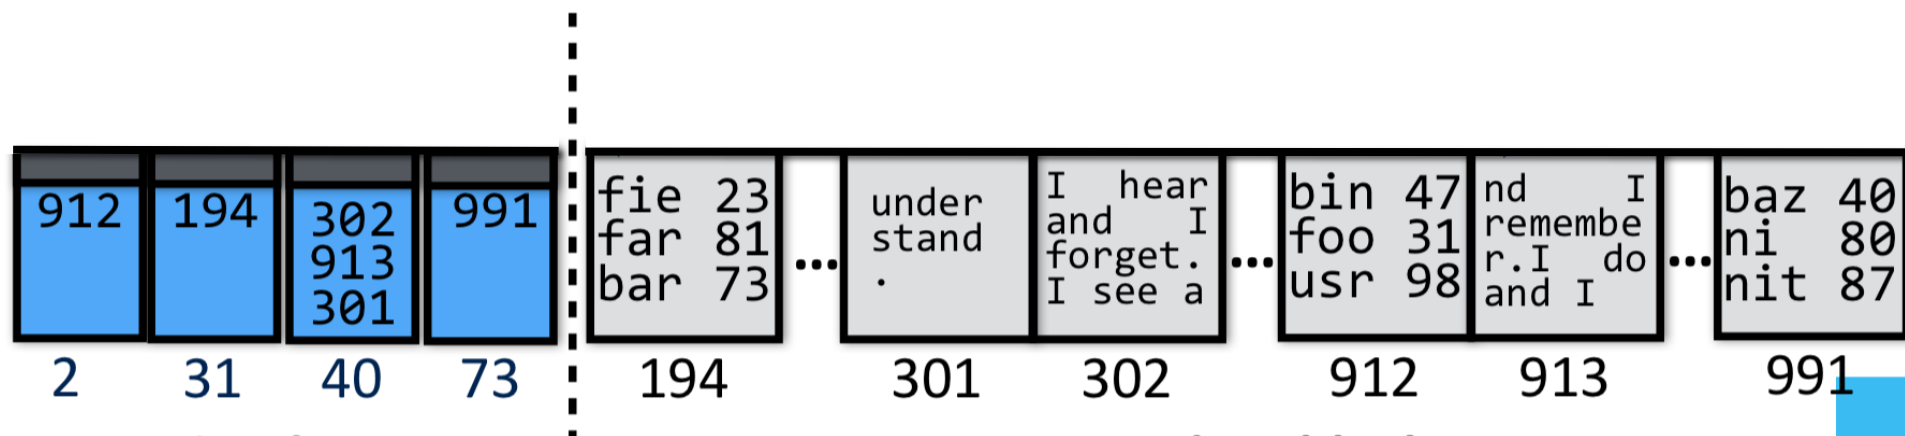 912
194
302
913
301
991
fie 23
far 81
bar 73
...
under
stand
.
I hear
and I
forget.
I see a
...
bin 47
foo 31
usr 98
nd I
remembe
r.I do
and I
...
baz 40
ni 80
nit 87
2 31 40 73 194 301 302 912 913 991